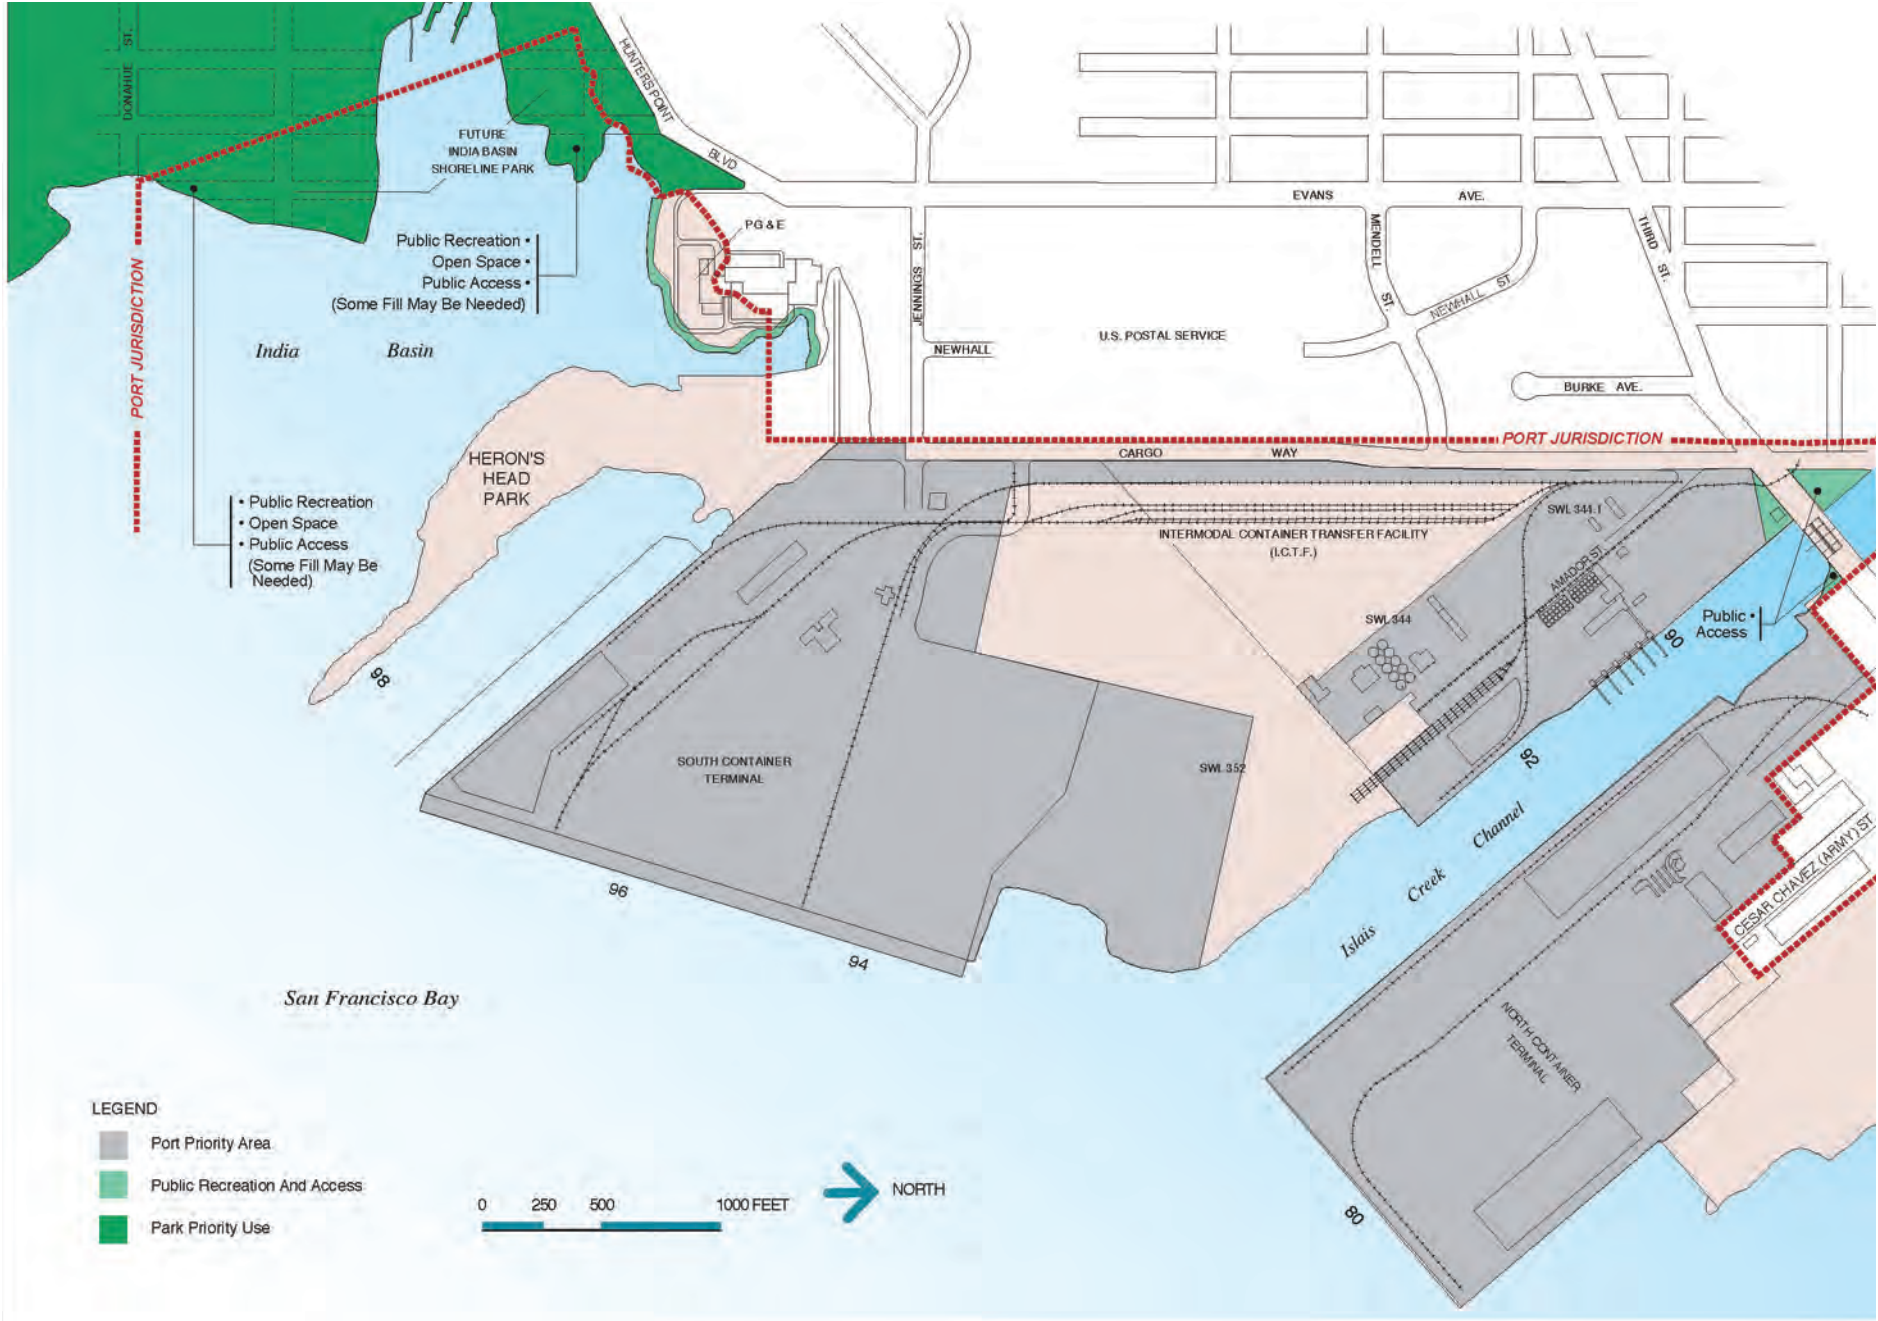 DONAHUE ST.
HUNTERS POINT
BLVD
FUTURE
INDIA BASIN
SHORELINE PARK
Public Recreation •
Open Space •
Public Access •
(Some Fill May Be Needed)
PG & E
EVANS AVE.
JENNINGS ST.
MENDELL ST.
NEWHALL ST
THIRD ST.
NEWHALL
U.S. POSTAL SERVICE
BURKE AVE.
PORT JURISDICTION
India Basin
PORT JURISDICTION
CARGO WAY
HERON'S
HEAD
PARK
• Public Recreation
• Open Space
• Public Access
(Some Fill May Be
Needed)
SWL 344.1
INTERMODAL CONTAINER TRANSFER FACILITY
(I.C.T.F.)
AMADOR ST.
SWL 344
Public •
Access
90
98
92
SOUTH CONTAINER
TERMINAL
SWL 352
Islais Creek Channel
96
94
CESAR CHAVEZ (ARMY) ST.
San Francisco Bay
NORTH CONTAINER
TERMINAL
80
LEGEND
Port Priority Area
Public Recreation And Access
Park Priority Use
0 250 500 1000 FEET
NORTH